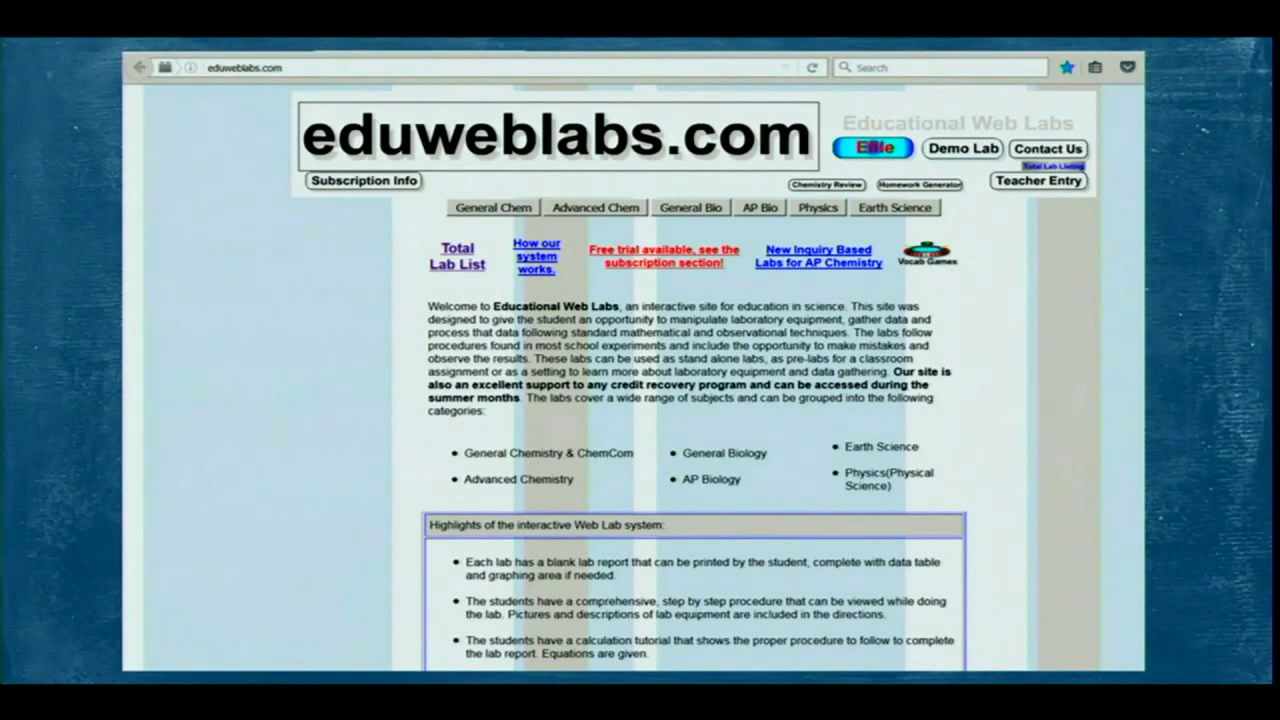 eduweblabs.com
Search
eduweblabs.com
Educational Web Labs
Efile
Demo Lab
Contact Us
Total Lab Listing
Subscription Info
Chemistry Review
Homework Generator
Teacher Entry
General Chem
Advanced Chem
General Bio
AP Bio
Physics
Earth Science
Total
Lab List
How our
system
works.
Free trial available, see the
subscription section!
New Inquiry Based
Labs for AP Chemistry
Vocab Games
Welcome to Educational Web Labs, an interactive site for education in science. This site was
designed to give the student an opportunity to manipulate laboratory equipment, gather data and
process that data following standard mathematical and observational techniques. The labs follow
procedures found in most school experiments and include the opportunity to make mistakes and
observe the results. These labs can be used as stand alone labs, as pre-labs for a classroom
assignment or as a setting to learn more about laboratory equipment and data gathering. Our site is
also an excellent support to any credit recovery program and can be accessed during the
summer months. The labs cover a wide range of subjects and can be grouped into the following
categories:
• General Chemistry & ChemCom
• Advanced Chemistry
• General Biology
• AP Biology
• Earth Science
• Physics(Physical
Science)
Highlights of the interactive Web Lab system:
• Each lab has a blank lab report that can be printed by the student, complete with data table
and graphing area if needed.
• The students have a comprehensive, step by step procedure that can be viewed while doing
the lab. Pictures and descriptions of lab equipment are included in the directions.
• The students have a calculation tutorial that shows the proper procedure to follow to complete
the lab report. Equations are given.